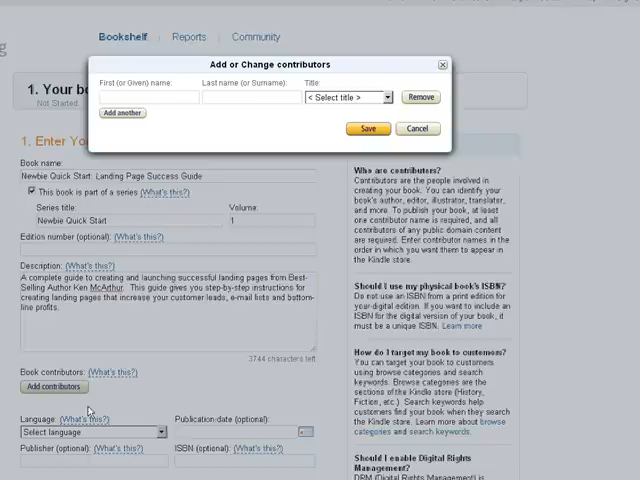 Bookshelf Reports Community
Add or Change contributors
First (or Given) name: Last name (or Surname): Title:
< Select title > Remove
Add another
Save Cancel
1. Your bo
Not Started
1. Enter Yo
Book name:
Newbie Quick Start: Landing Page Success Guide
This book is part of a series (What's this?)
Series title: Volume:
Newbie Quick Start 1
Edition number (optional): (What's this?)
Description: (What's this?)
A complete guide to creating and launching successful landing pages from Best-
Selling Author Ken McArthur. This guide gives you step-by-step instructions for
creating landing pages that increase your customer leads, e-mail lists and bottom-
line profits.
3744 characters left
Book contributors: (What's this?)
Add contributors
Language: (What's this?) Publication-date (optional):
Select language
Publisher (optional): (What's this?) ISBN (optional): (What's this?)
Who are contributors?
Contributors are the people involved in
creating your book. You can identify your
book's author, editor, illustrator, translator,
and more. To publish your book, at least
one contributor name is required, and all
contributors of any public domain content
are required. Enter contributor names in the
order in which you want them to appear in
the Kindle store.
Should I use my physical book's ISBN?
Do not use an ISBN from a print edition for
your digital edition. If you want to include
an ISBN for the digital version of your book, it
must be a unique ISBN. Learn more
How do I target my book to customers?
You can target your book to customers
using browse categories and search
keywords. Browse categories are the
sections of the Kindle store (History,
Fiction, etc.) Search keywords help
customers find your book when they search
the Kindle store. Learn more about browse
categories and search keywords.
Should I enable Digital Rights
Management?
DRM (Digital Rights Management) is